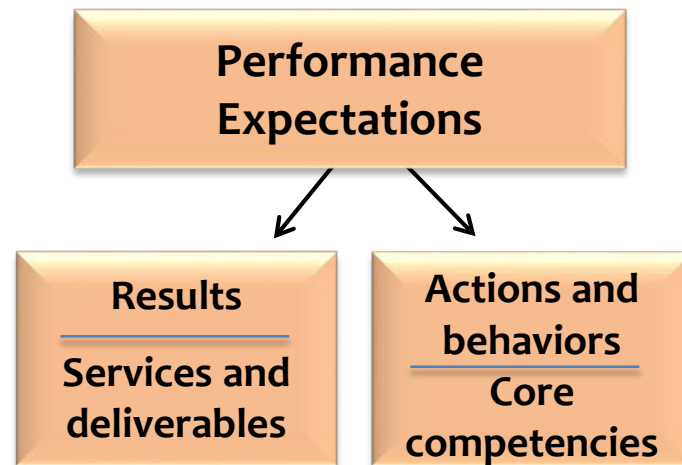 Performance
Expectations
Results
Services and
deliverables
Actions and
behaviors
Core
competencies